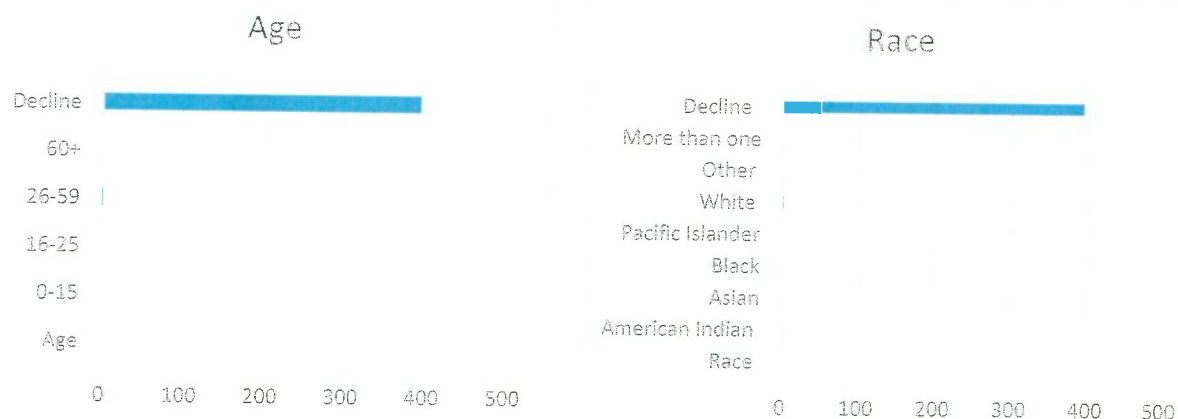 Age
Decline
60+
26-59
16-25
0-15
Age
0 100 200 300 400 500
Race
Decline
More than one
Other
White
Pacific Islander
Black
Asian
American Indian
Race
0 100 200 300 400 500